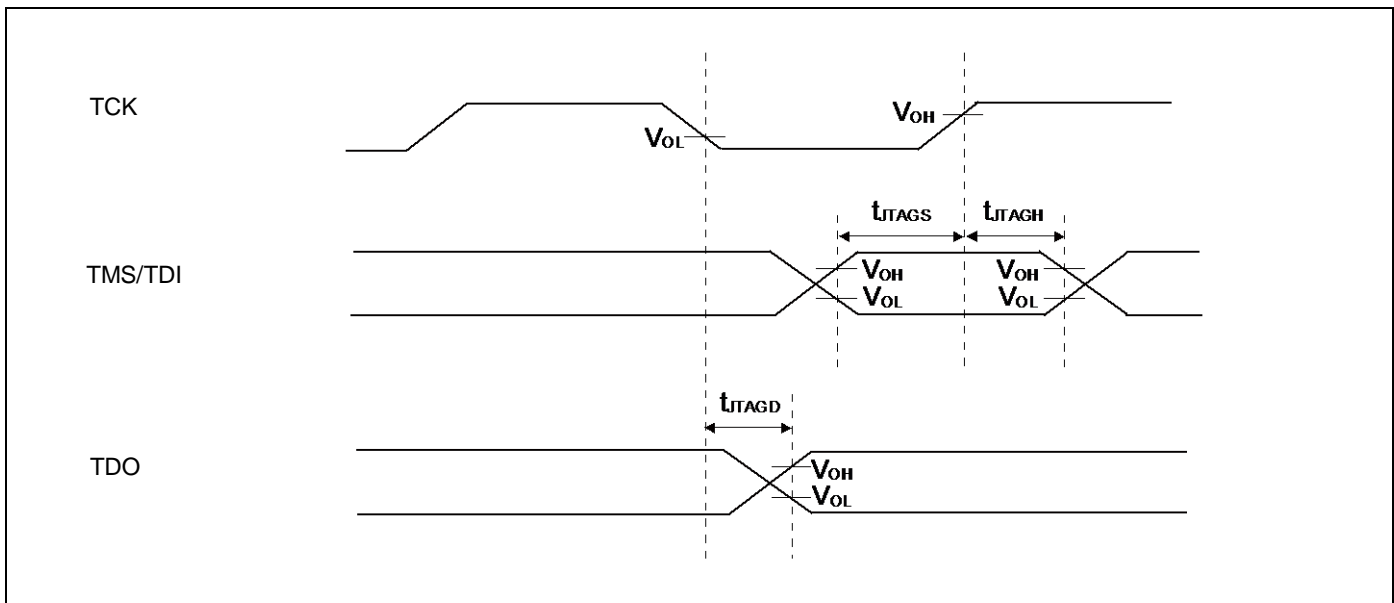 TCK
VOL
VOH
tJTAGS
tJTAGH
TMS/TDI
VOH
VOL
VOH
VOL
tJTAGD
TDO
VOH
VOL